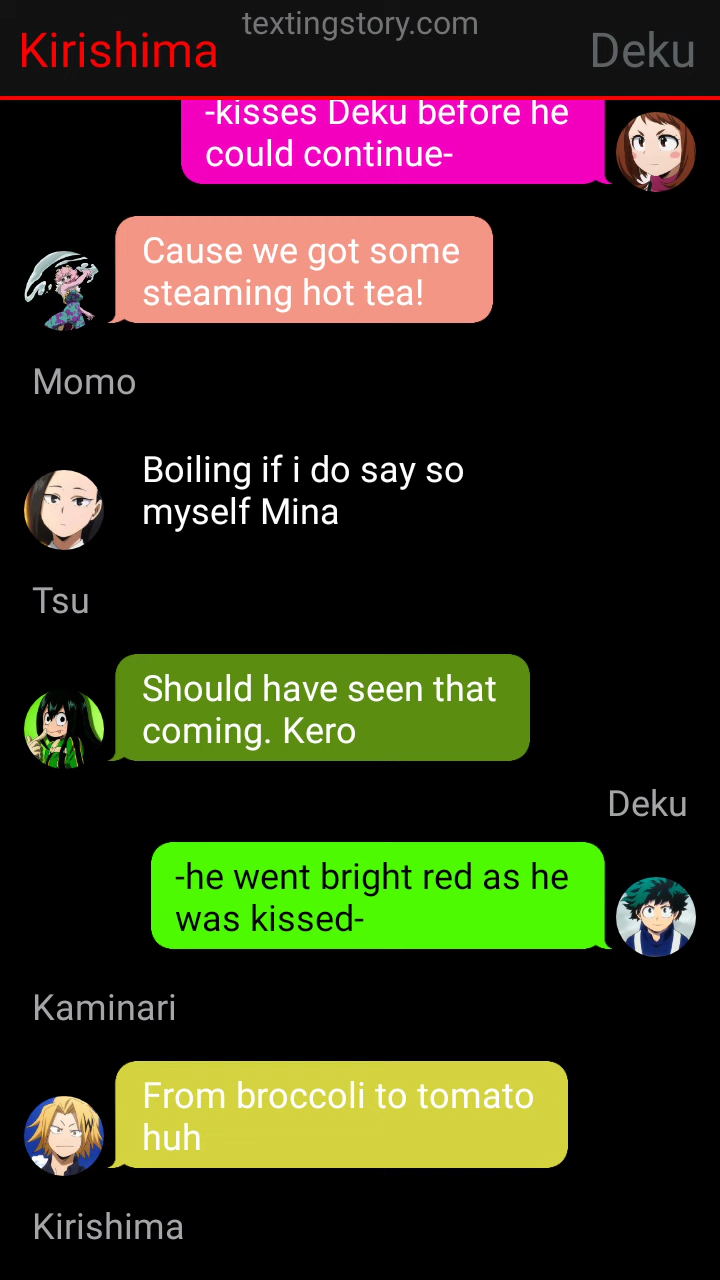 textingstory.com
Kirishima
Deku
-kisses Deku before he
could continue-
Cause we got some
steaming hot tea!
Momo
Boiling if i do say so
myself Mina
Tsu
Should have seen that
coming. Kero
Deku
-he went bright red as he
was kissed-
Kaminari
From broccoli to tomato
huh
Kirishima